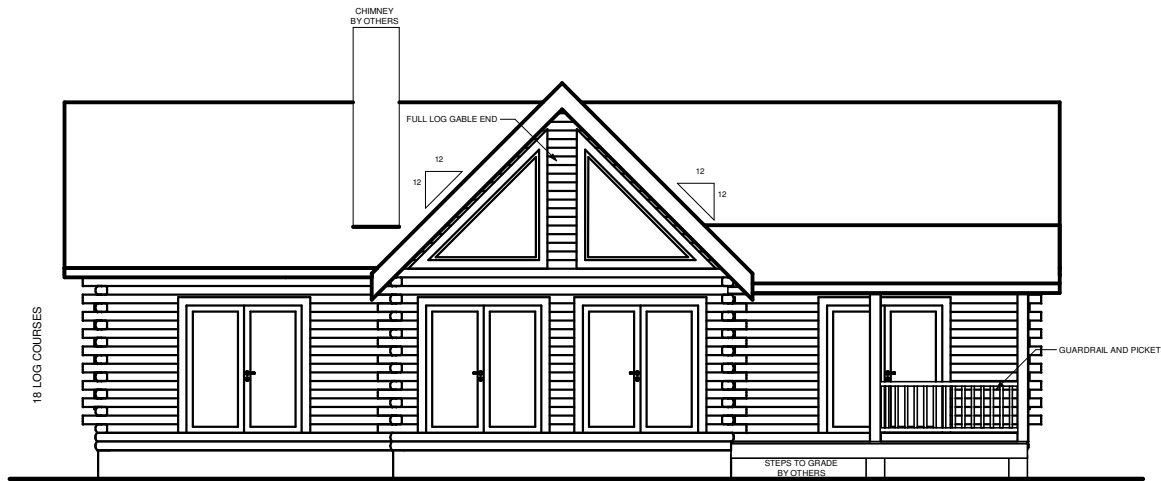 CHIMNEY
BY OTHERS
FULL LOG GABLE END
12
12
12
12
18 LOG COURSES
GUARDRAIL AND PICKET
STEPS TO GRADE
BY OTHERS